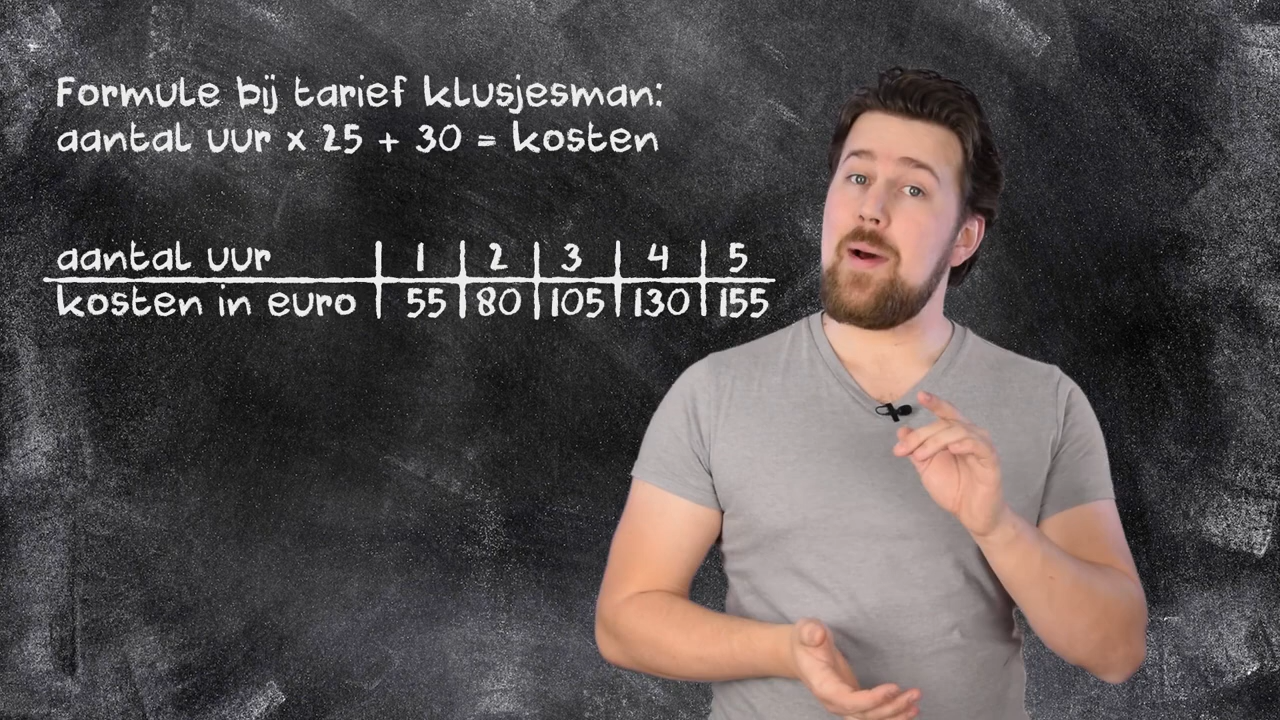 Formule bij tarief klusjesman:
aantal uur x 25 + 30 = kosten
aantal uur | 1 | 2 | 3 | 4 | 5
kosten in euro | 55 | 80 | 105 | 130 | 155